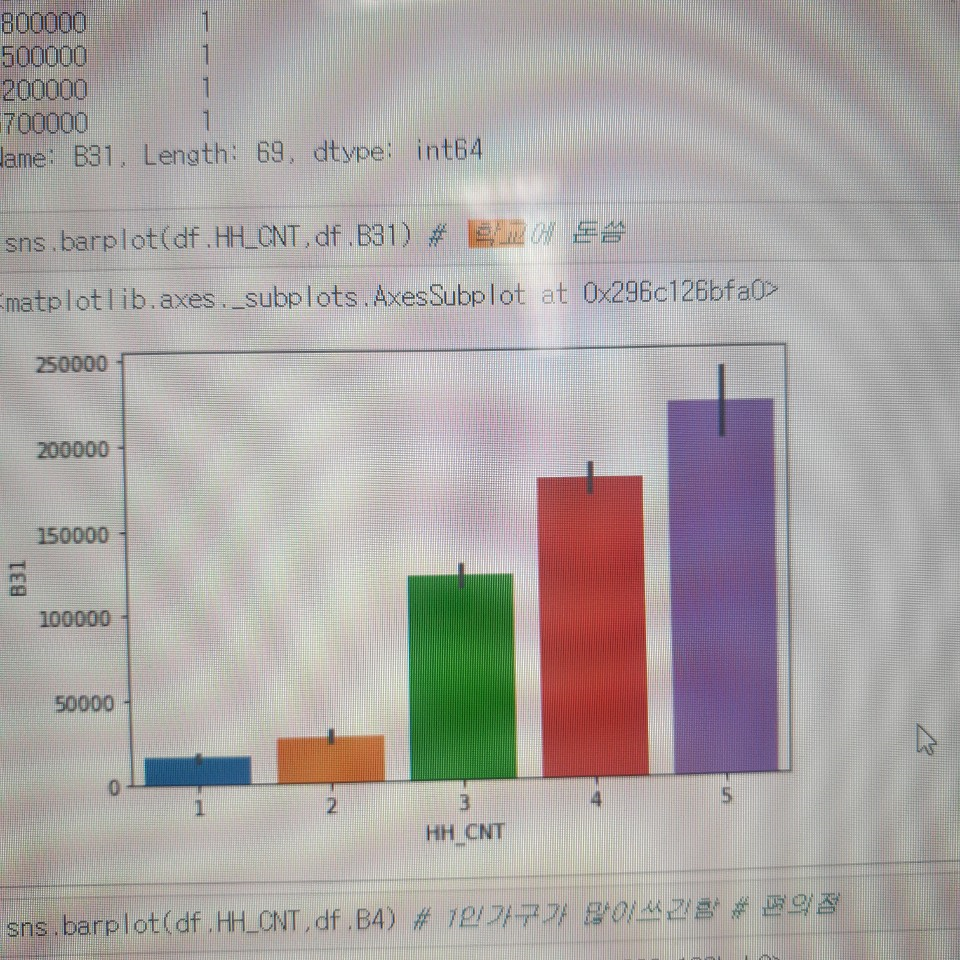 800000 1
500000 1
200000 1
700000 1
Name: B31, Length: 69, dtype: int64
sns.barplot(df.HH_CNT,df.B31) # 학교에 돈씀
<matplotlib.axes._subplots.AxesSubplot at 0x296c126bfa0>
250000
200000
150000
100000
50000
0
B31
1 2 3 4 5
HH_CNT
sns.barplot(df.HH_CNT,df.B4) # 1인가구가 많이쓰긴함 # 편의점